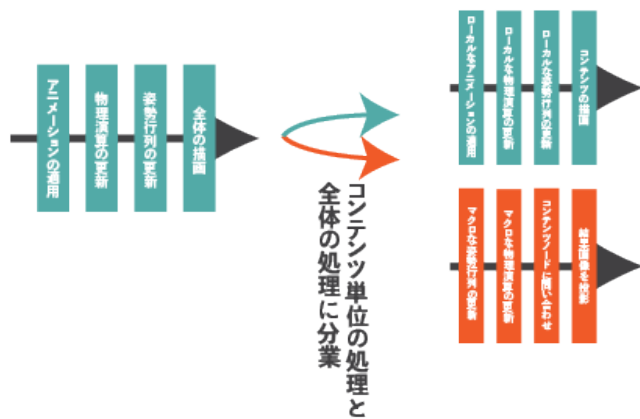 アニメーションの適用
物理演算の更新
姿勢行列の更新
全体の描画
コンテンツ単位の処理と
全体の処理に分業
ローカルなアニメーションの適用
ローカルな物理演算の更新
ローカルな姿勢行列の更新
コンテンツの描画
マクロな姿勢行列の更新
マクロな物理演算の更新
コンテンツノードに問い合わせ
結果画像を投影